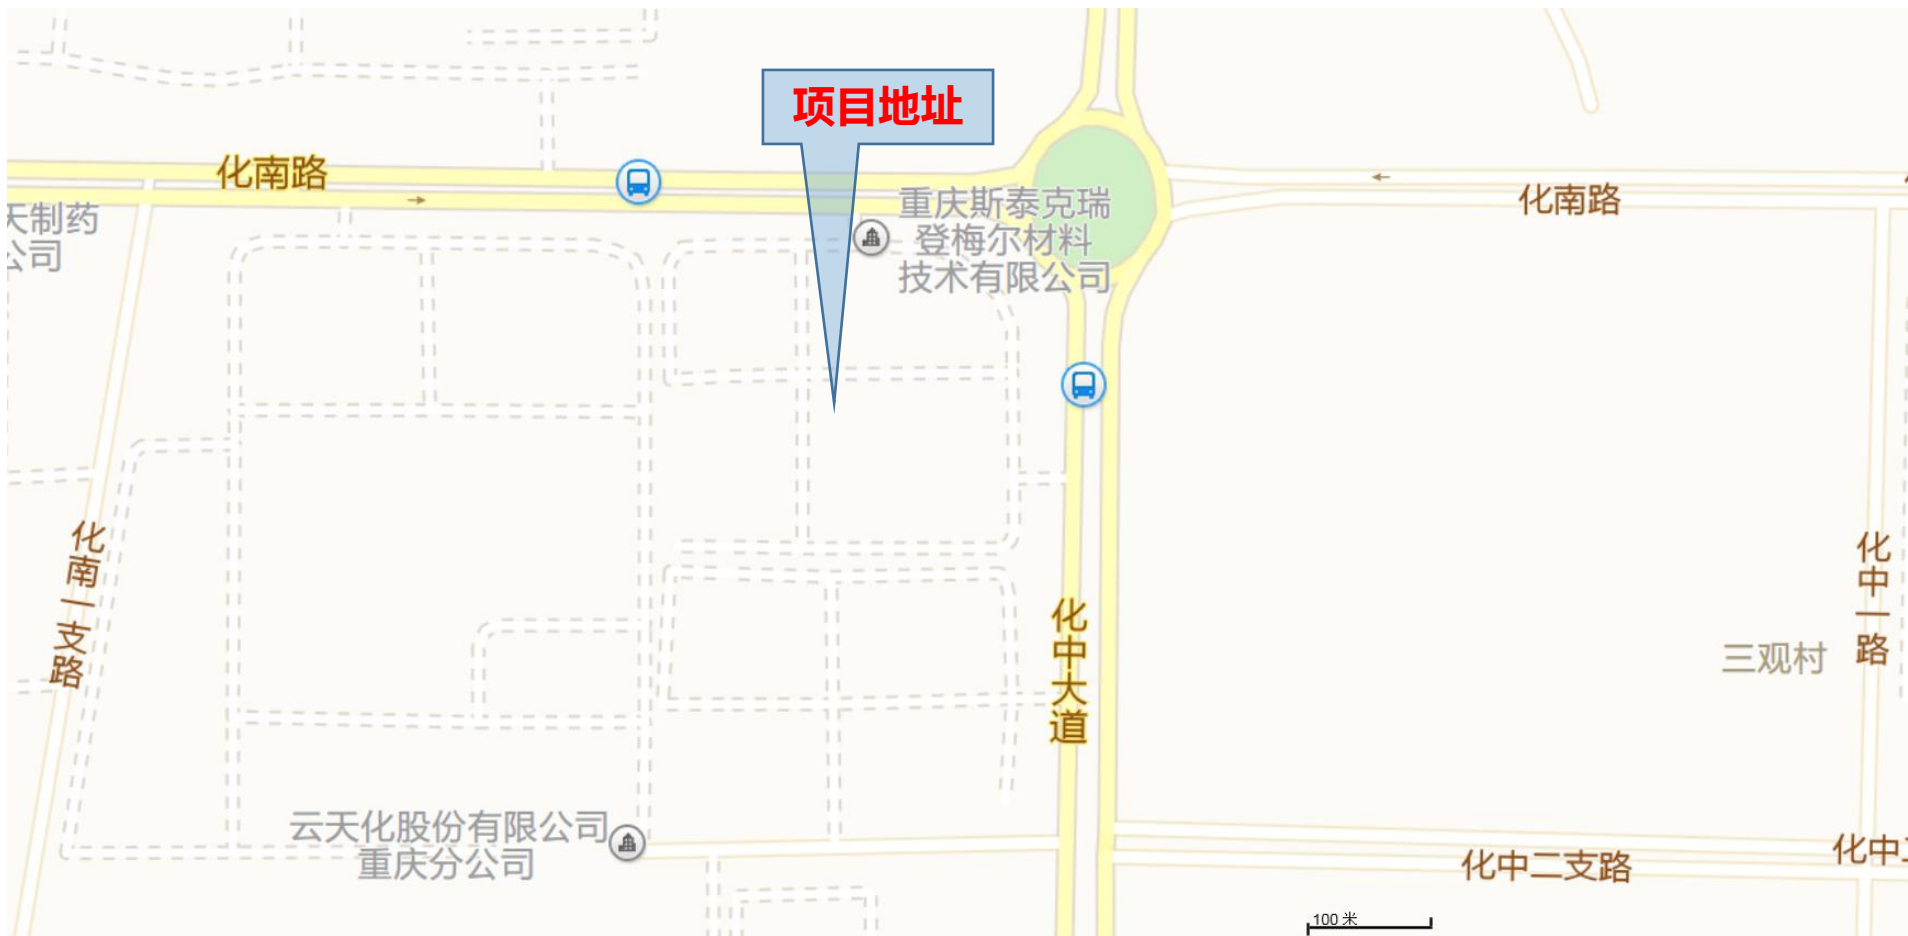 项目地址
化南路
化南路
重庆斯泰克瑞
登梅尔材料
技术有限公司
天制药
公司
化南一支路
化中大道
化中一路
三观村
云天化股份有限公司
重庆分公司
化中二支路
化中
100 米